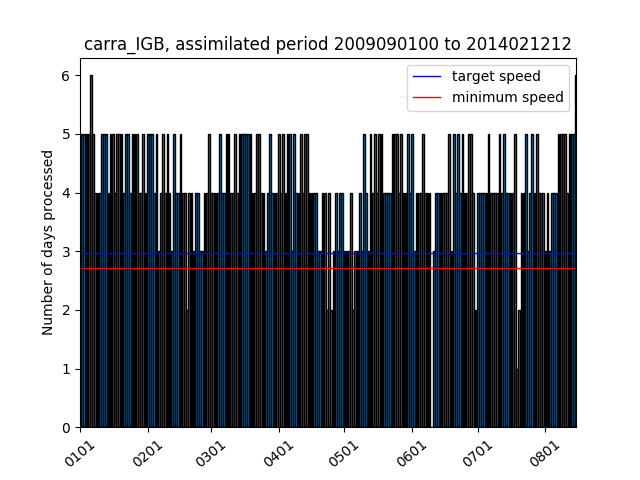 carra_IGB, assimilated period 2009090100 to 2014021212
target speed
minimum speed
Number of days processed
6
5
4
3
2
1
0
0101 0201 0301 0401 0501 0601 0701 0801